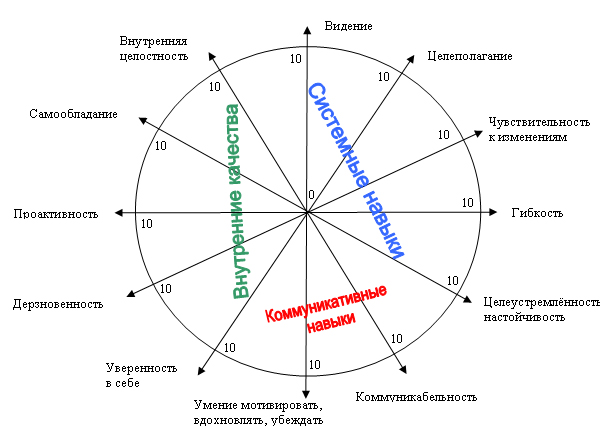 Видение
10
Целеполагание
10
Чувствительность
к изменениям
10
Гибкость
10
Целеустремлённость
настойчивость
10
Коммуникабельность
10
Умение мотивировать,
вдохновлять, убеждать
10
Уверенность
в себе
10
Дерзновенность
10
Проактивность
10
Самообладание
10
Внутренняя
целостность
10
0
Системные навыки
Внутренние качества
Коммуникативные
навыки